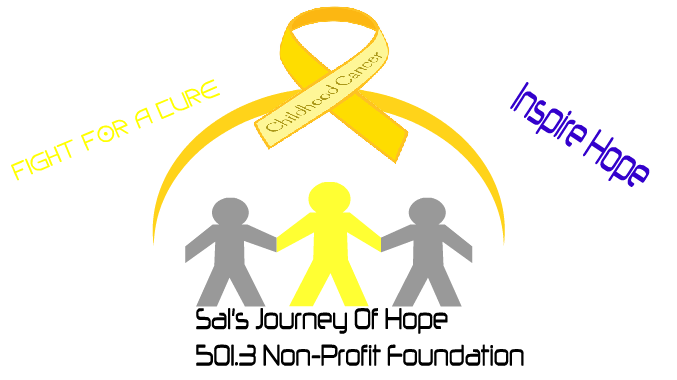 Childhood Cancer
FIGHT FOR A CURE
Inspire Hope
Sal's Journey Of Hope
501.3 Non-Profit Foundation